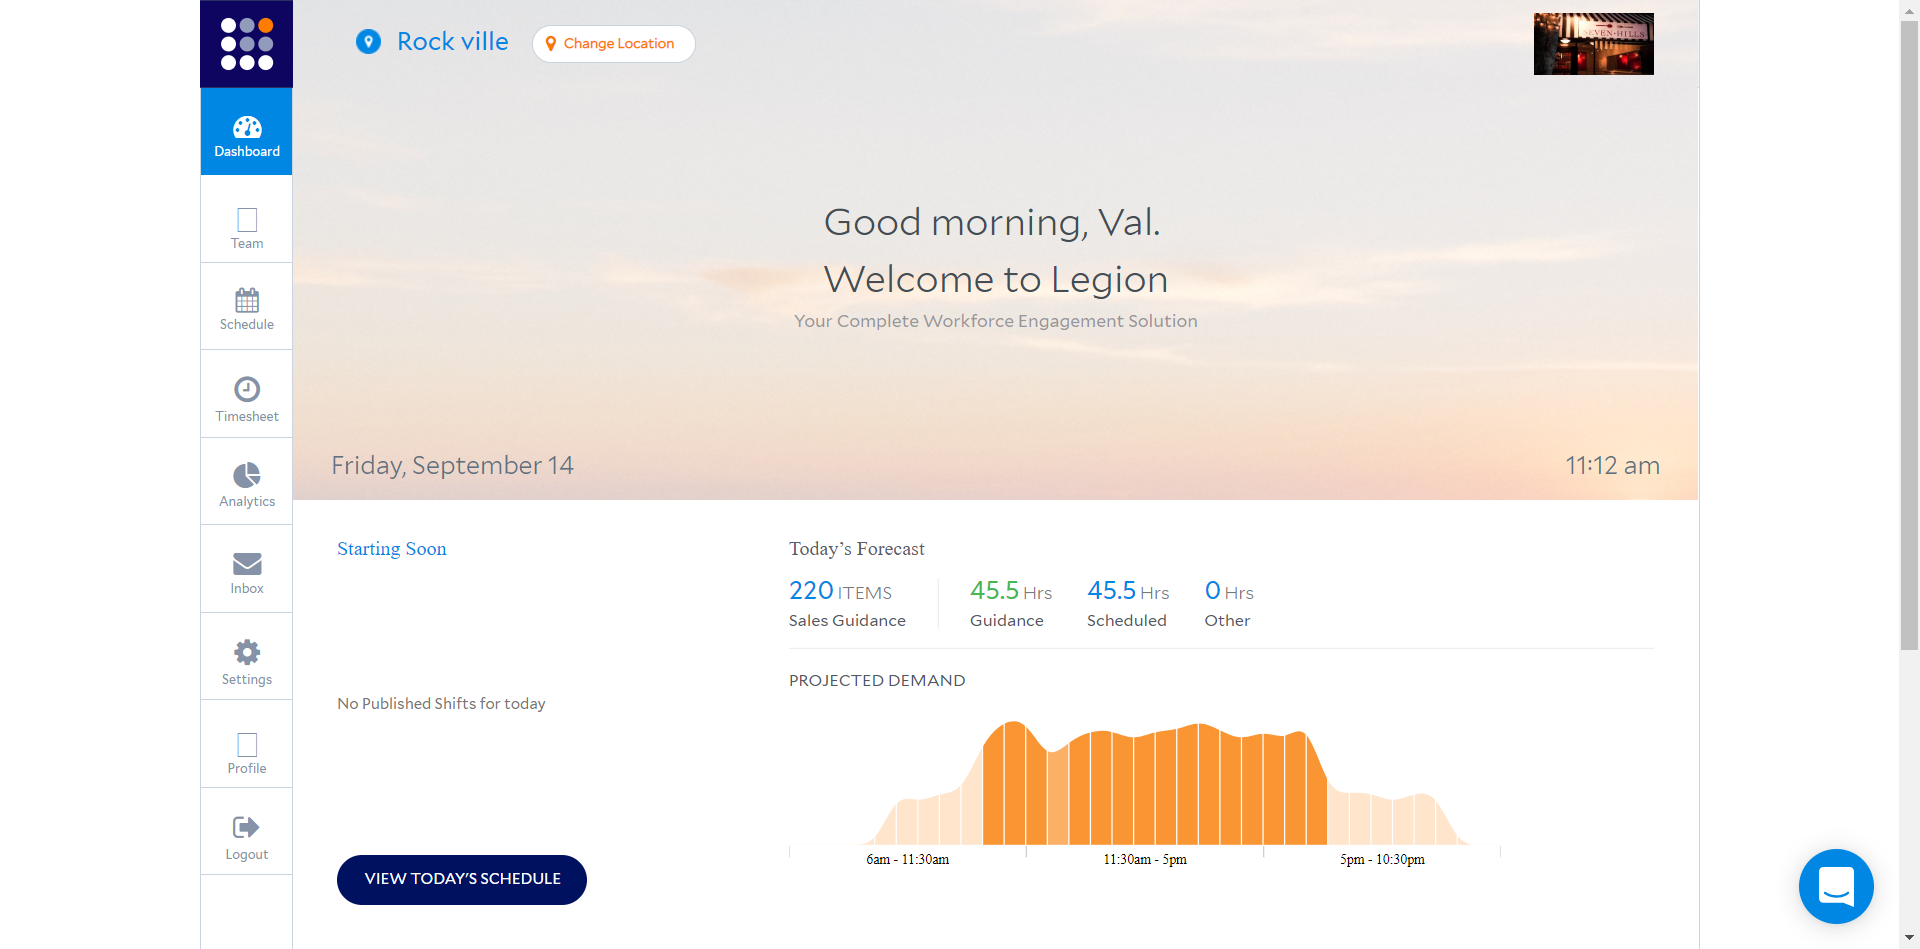 Rock ville
Change Location
SEVEN·HILLS
Dashboard
Team
Schedule
Timesheet
Analytics
Inbox
Settings
Profile
Logout
Good morning, Val.
Welcome to Legion
Your Complete Workforce Engagement Solution
Friday, September 14
11:12 am
Starting Soon
No Published Shifts for today
VIEW TODAY'S SCHEDULE
Today’s Forecast
220 ITEMS
Sales Guidance
45.5 Hrs
Guidance
45.5 Hrs
Scheduled
0 Hrs
Other
PROJECTED DEMAND
6am - 11:30am
11:30am - 5pm
5pm - 10:30pm